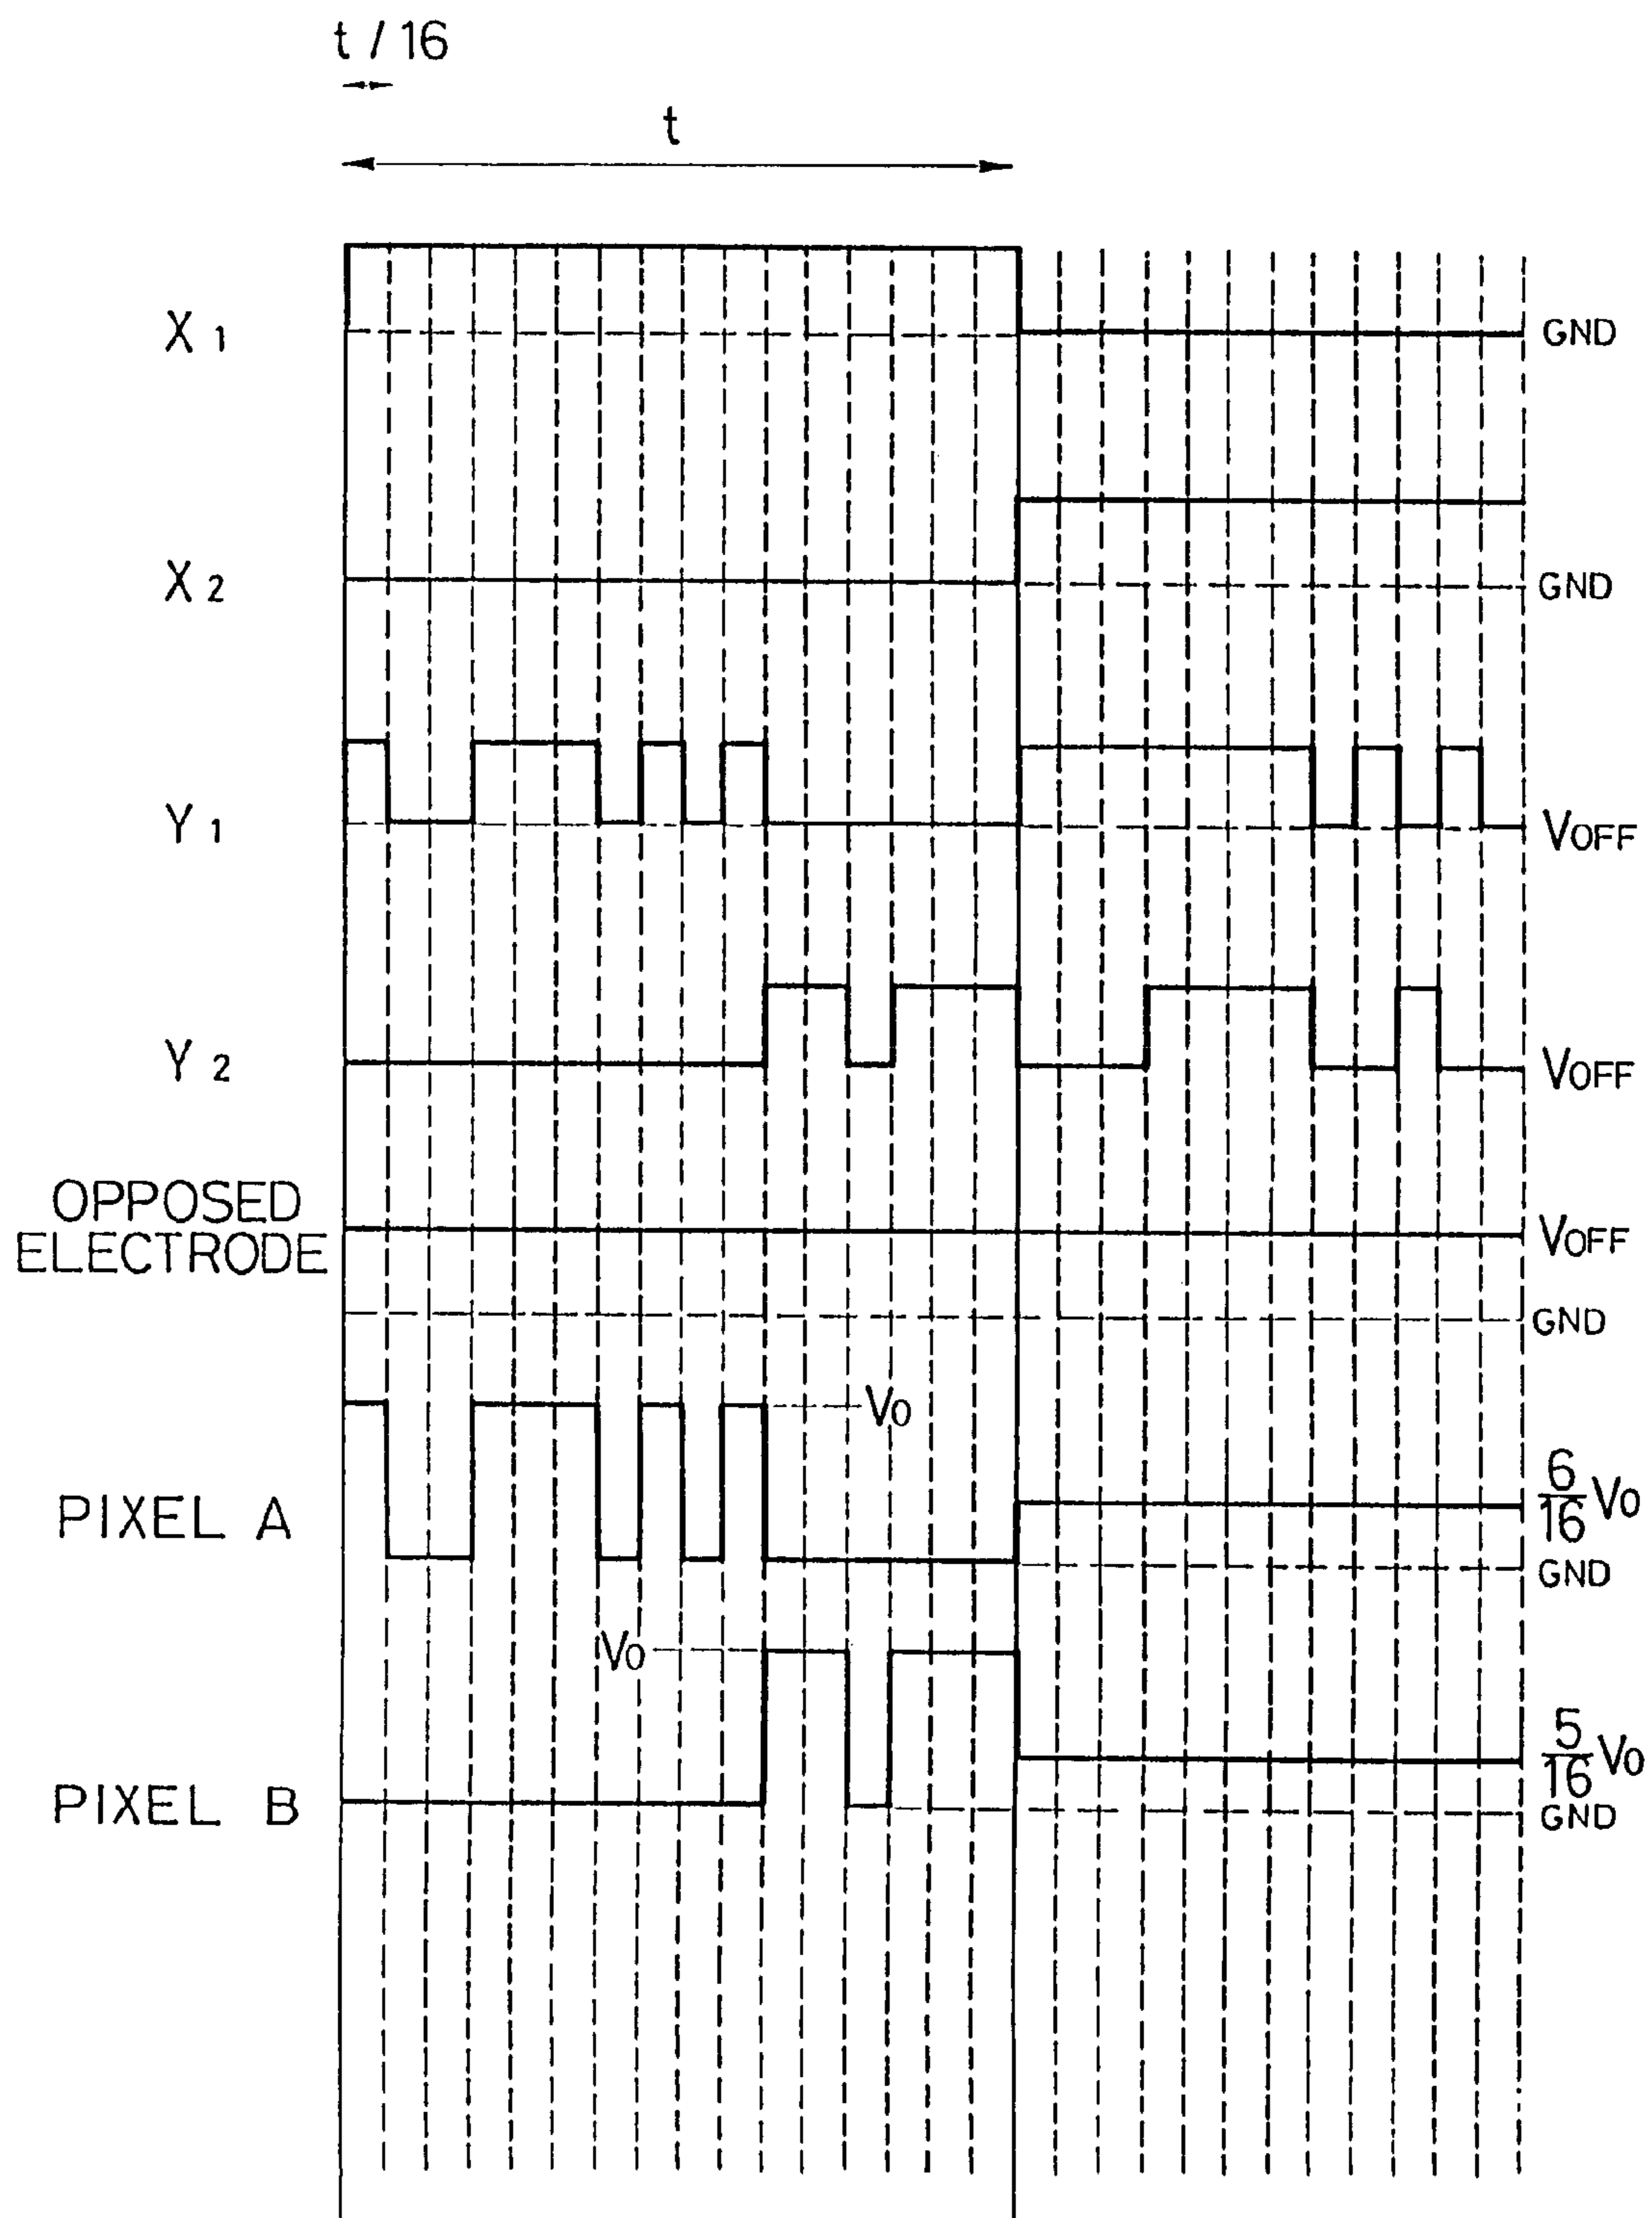 t / 16
t
X 1
GND
X 2
GND
Y 1
VOFF
Y 2
VOFF
OPPOSED
ELECTRODE
VOFF
GND
V0
PIXEL A
6/16 V0
GND
V0
5/16 V0
PIXEL B
GND